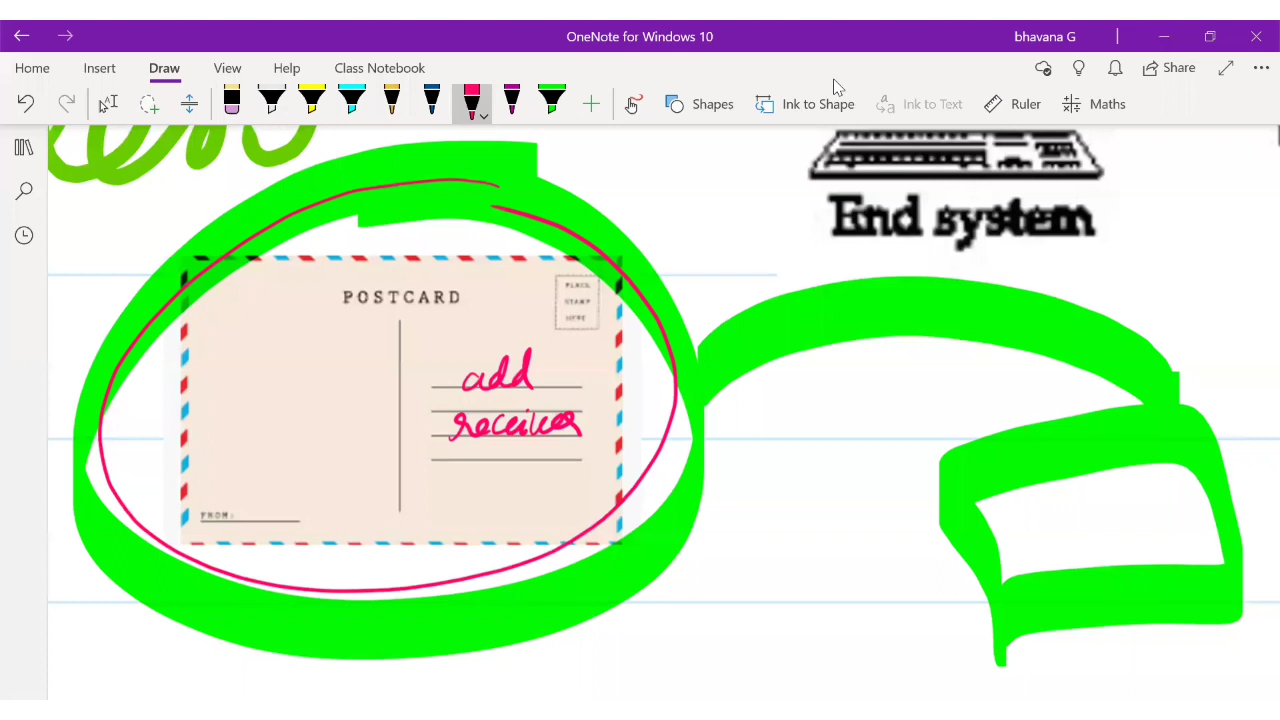 OneNote for Windows 10
bhavana G
Home Insert Draw View Help Class Notebook
Share
Shapes Ink to Shape Ink to Text Ruler Maths
End system
POSTCARD
PLACE
STAMP
HERE
add
receiver
FROM: